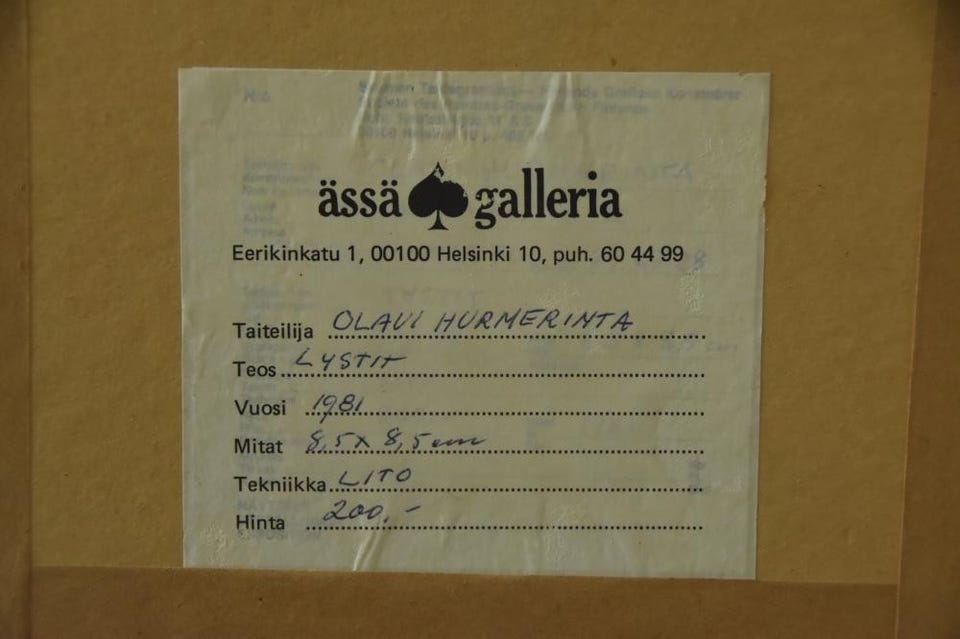 ässä galleria
Eerikinkatu 1, 00100 Helsinki 10, puh. 60 44 99
Taiteilija OLAVI HURMERINTA
Teos LYSTIT
Vuosi 1981
Mitat 8,5 x 8,5 cm
Tekniikka LITO
Hinta 200,-